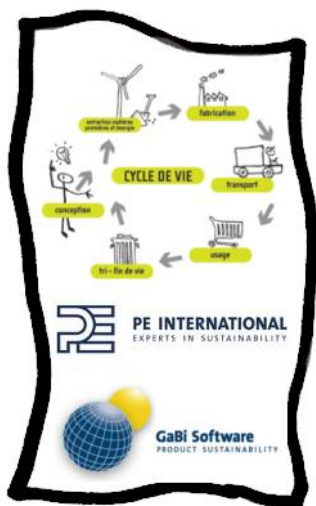 extraction matières
premières et énergie
fabrication
CYCLE DE VIE
transport
conception
usage
tri - fin de vie
PE INTERNATIONAL
EXPERTS IN SUSTAINABILITY
GaBi Software
PRODUCT SUSTAINABILITY